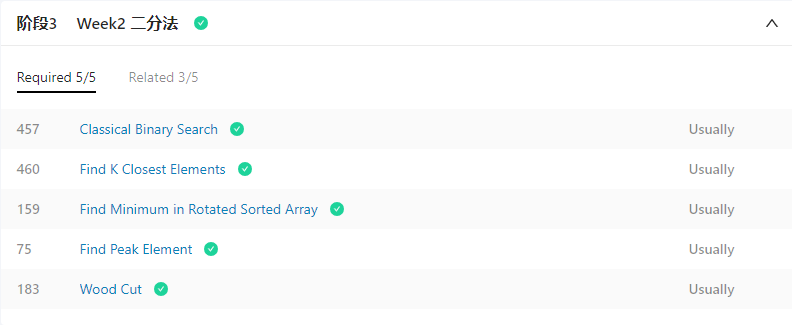 阶段3 Week2 二分法
Required 5/5 Related 3/5
457 Classical Binary Search Usually
460 Find K Closest Elements Usually
159 Find Minimum in Rotated Sorted Array Usually
75 Find Peak Element Usually
183 Wood Cut Usually